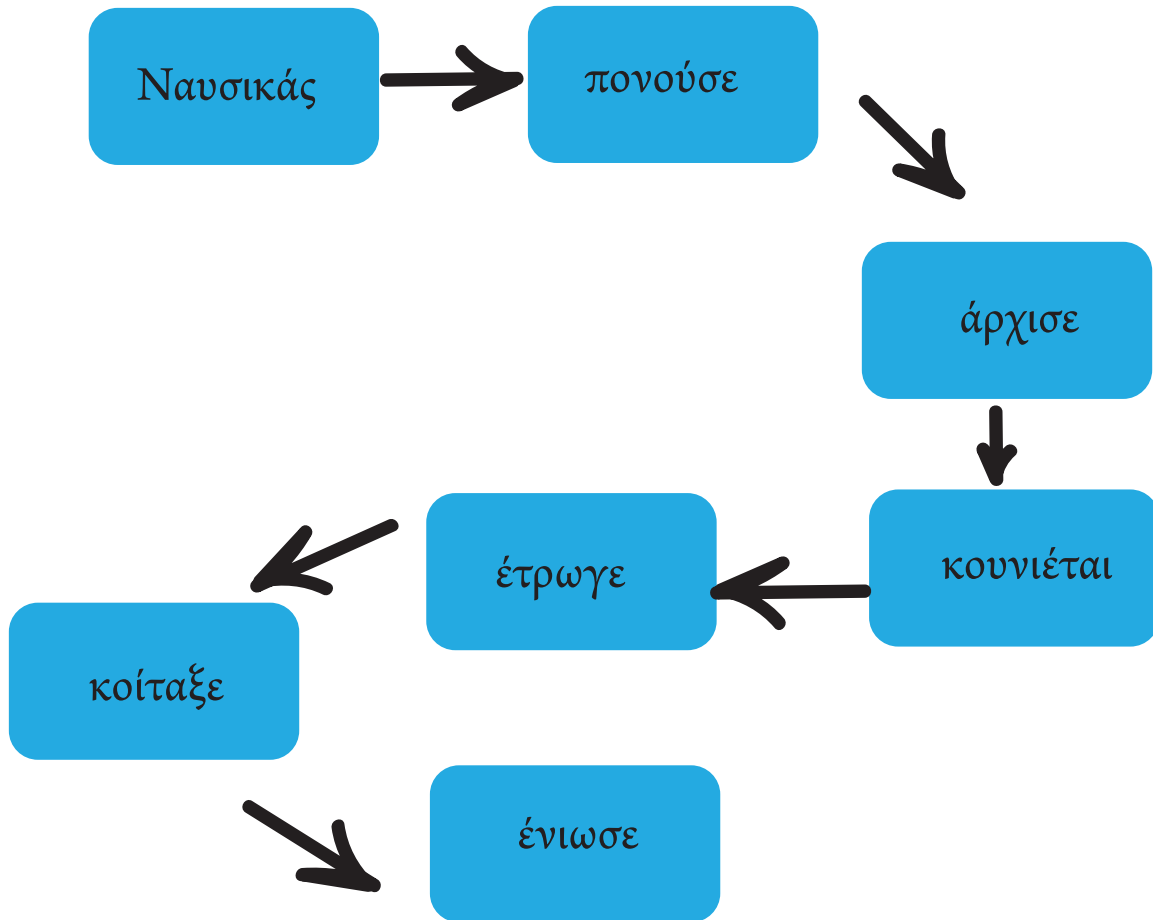 Ναυσικάς
πονούσε
άρχισε
κουνιέται
έτρωγε
κοίταξε
ένιωσε